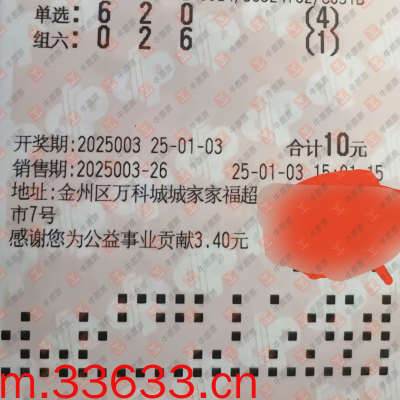 单选: 6 2 0 (4)
组六: 0 2 6 (1)
开奖期:2025003 25-01-03 合计10元
销售期:2025003-26 25-01-03
地址:金州区万科城城家家福超
市7号
感谢您为公益事业贡献3.40元
m.33633.cn